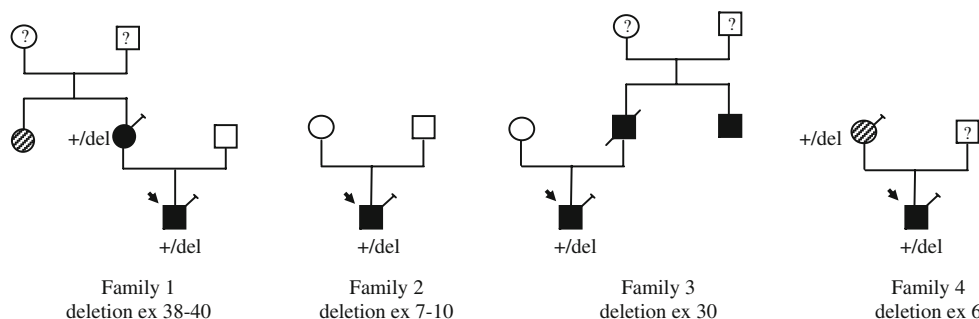 ? ? ? ?
+/del +/del ?
+/del +/del +/del +/del
Family 1 Family 2 Family 3 Family 4
deletion ex 38-40 deletion ex 7-10 deletion ex 30 deletion ex 6